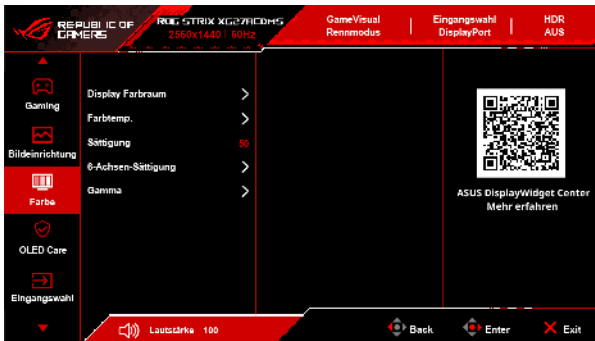 REPUBLIC OF
GAMERS
ROG STRIX XG27ACDMS
2560x1440 | 60Hz
GameVisual
Rennmodus
Eingangswahl
DisplayPort
HDR
AUS
Gaming
Bildeinrichtung
Farbe
OLED Care
Eingangswahl
Display Farbraum
Farbtemp.
Sättigung 50
6-Achsen-Sättigung
Gamma
ASUS DisplayWidget Center
Mehr erfahren
Lautstärke 100
Back
Enter
Exit